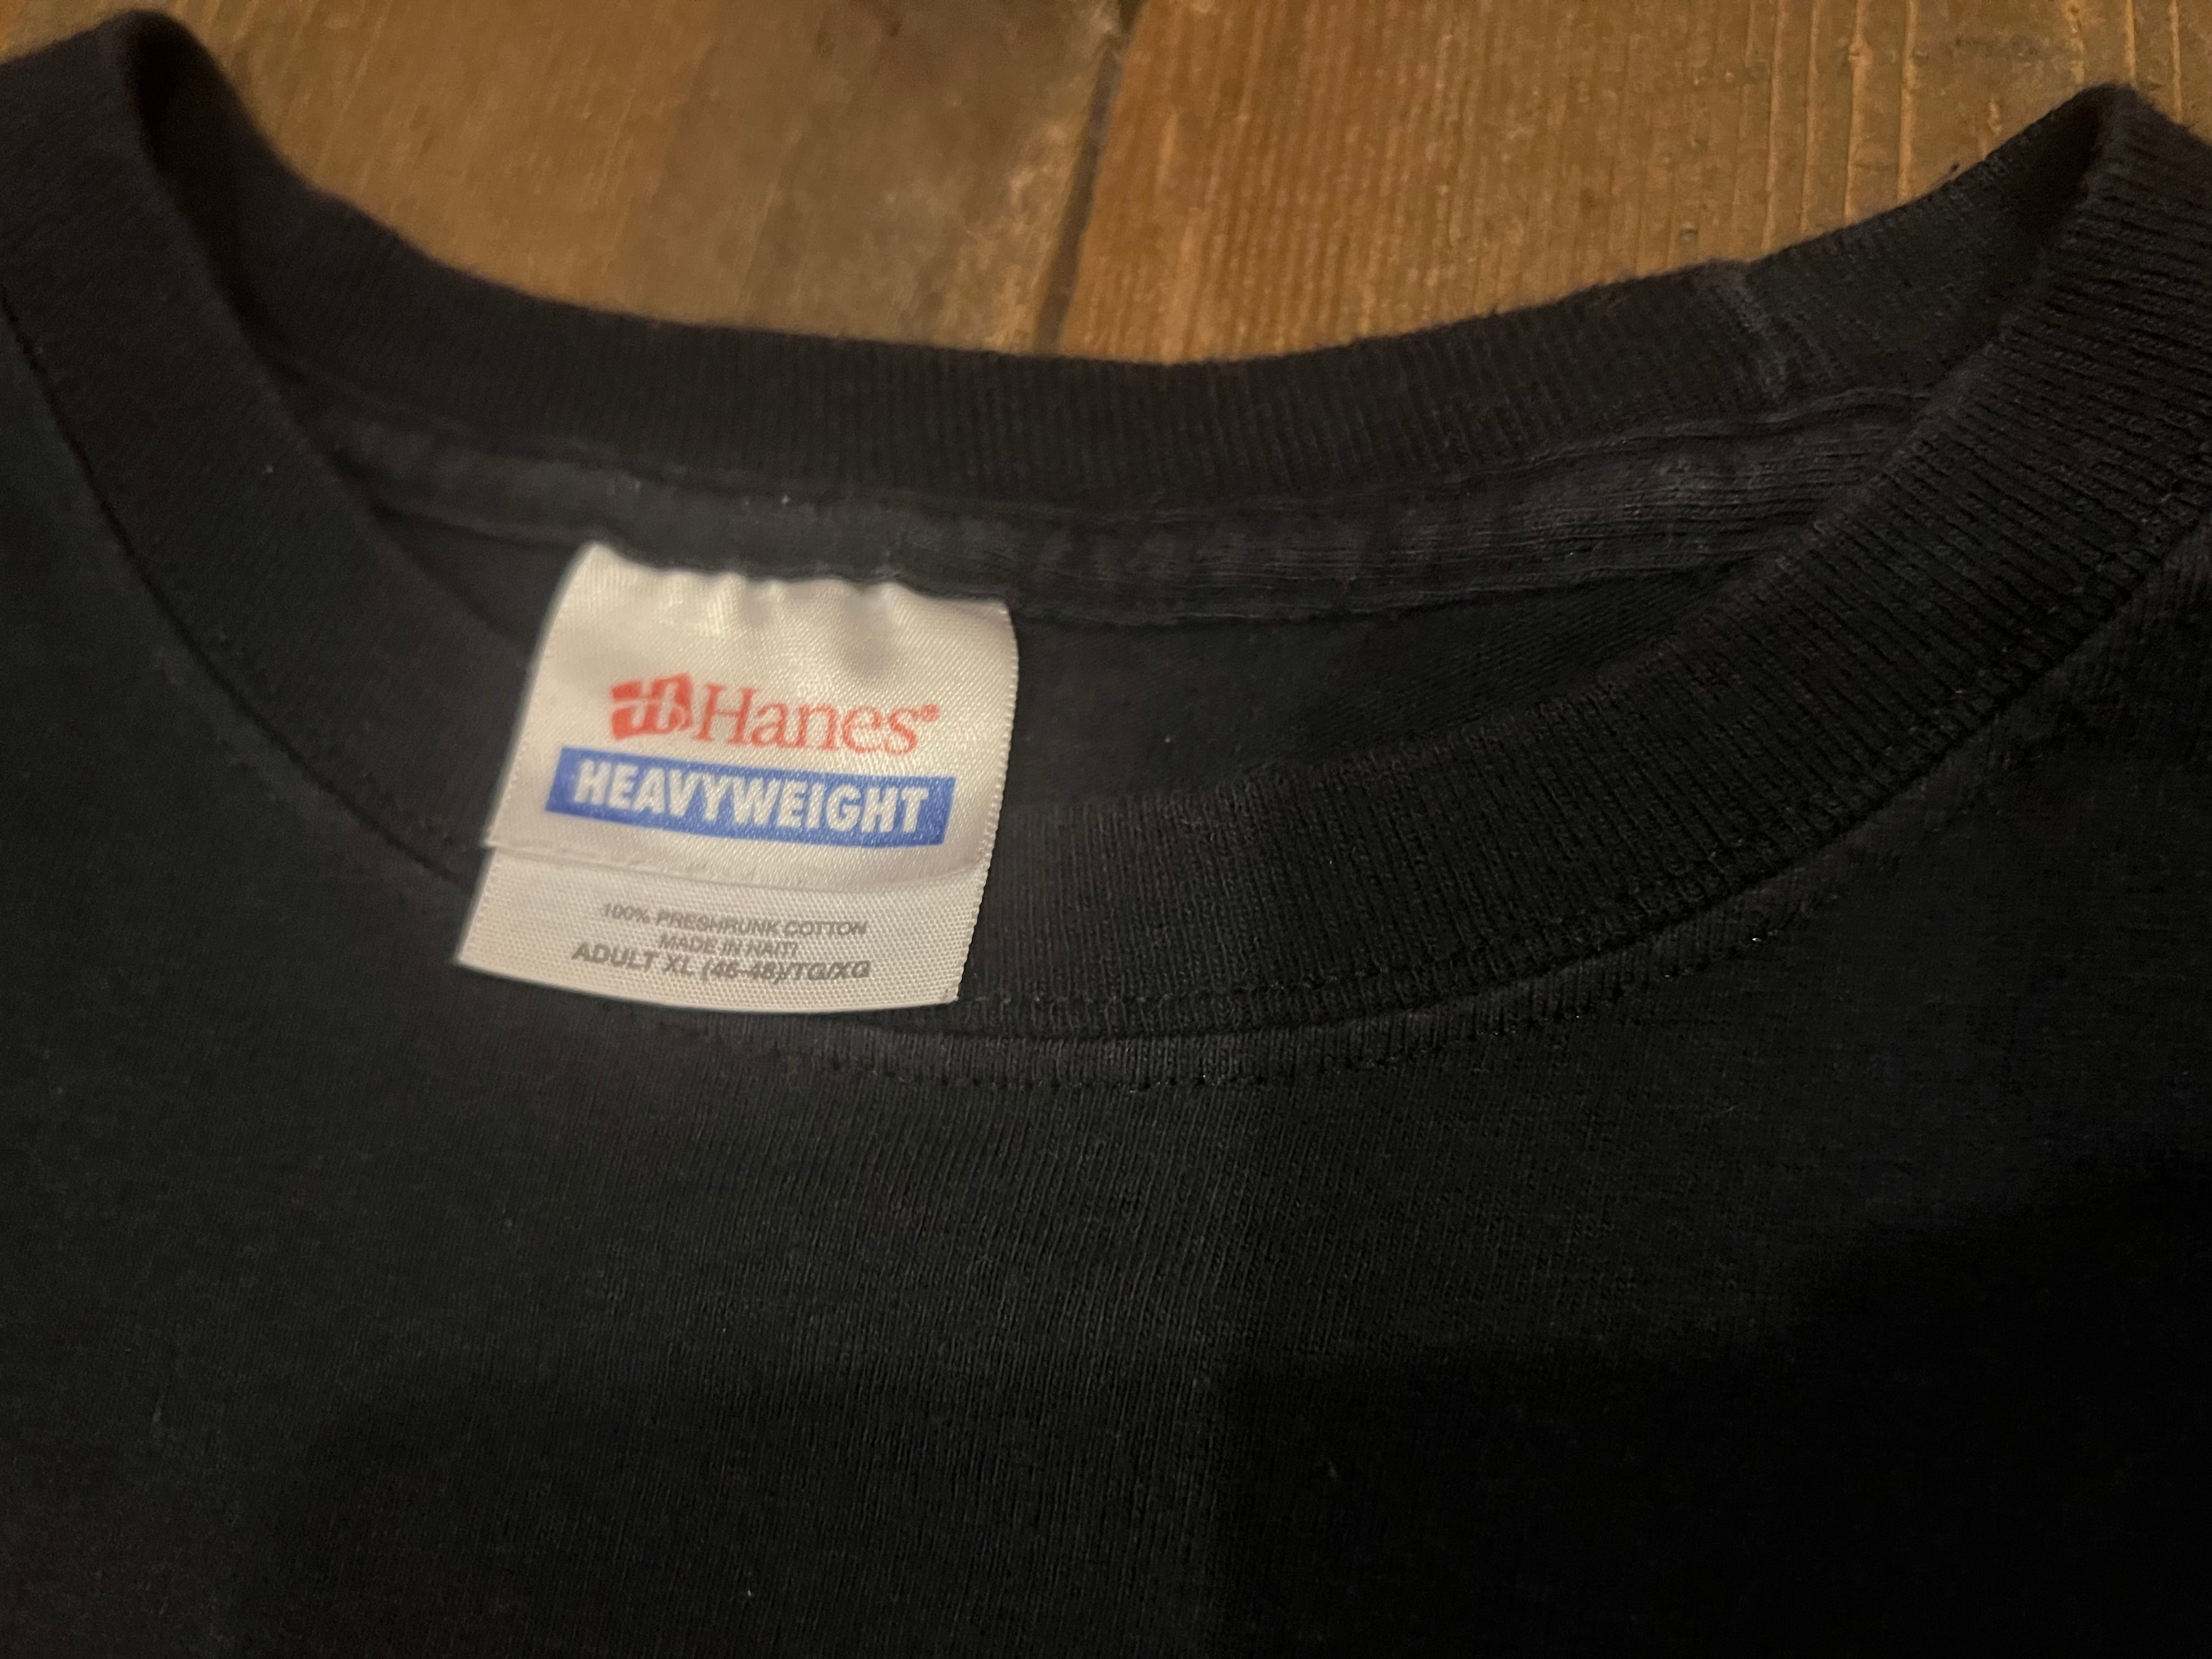 H Hanes®
HEAVYWEIGHT
100% PRESHRUNK COTTON
MADE IN HAITI
ADULT XL (46-48)/TG/XG